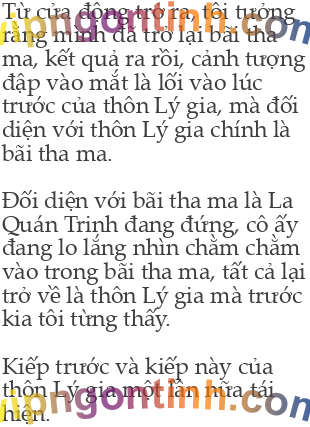 Từ cửa động trở ra, tôi tưởng
rằng mình đã trở lại bãi tha
ma, kết quả ra rồi, cảnh tượng
đập vào mắt là lối vào lúc
trước của thôn Lý gia, mà đối
diện với thôn Lý gia chính là
bãi tha ma.

Đối diện với bãi tha ma là La
Quán Trinh đang đứng, cô ấy
đang lo lắng nhìn chằm chằm
vào trong bãi tha ma, tất cả lại
trở về là thôn Lý gia mà trước
kia tôi từng thấy.

Kiếp trước và kiếp này của
thôn Lý gia một lần nữa tái
hiện.